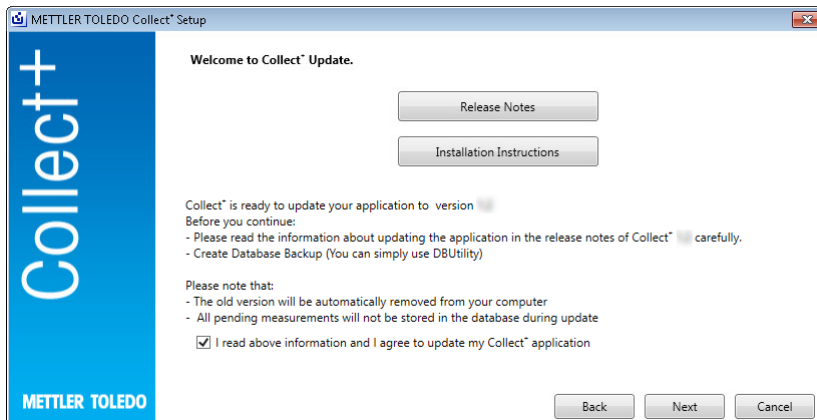 METTLER TOLEDO Collect+ Setup
Collect+
Welcome to Collect+ Update.
Release Notes
Installation Instructions
Collect+ is ready to update your application to version
Before you continue:
- Please read the information about updating the application in the release notes of Collect+ carefully.
- Create Database Backup (You can simply use DBUtility)
Please note that:
- The old version will be automatically removed from your computer
- All pending measurements will not be stored in the database during update
I read above information and I agree to update my Collect+ application
METTLER TOLEDO
Back Next Cancel